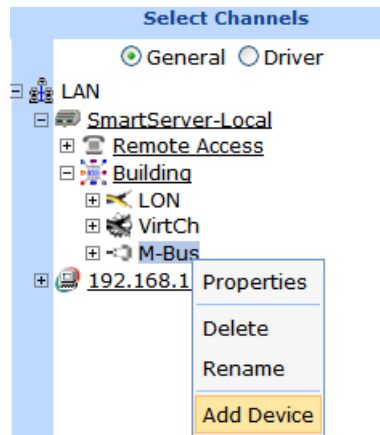 Select Channels
General Driver
LAN
SmartServer-Local
Remote Access
Building
LON
VirtCh
M-Bus
192.168.1
Properties
Delete
Rename
Add Device